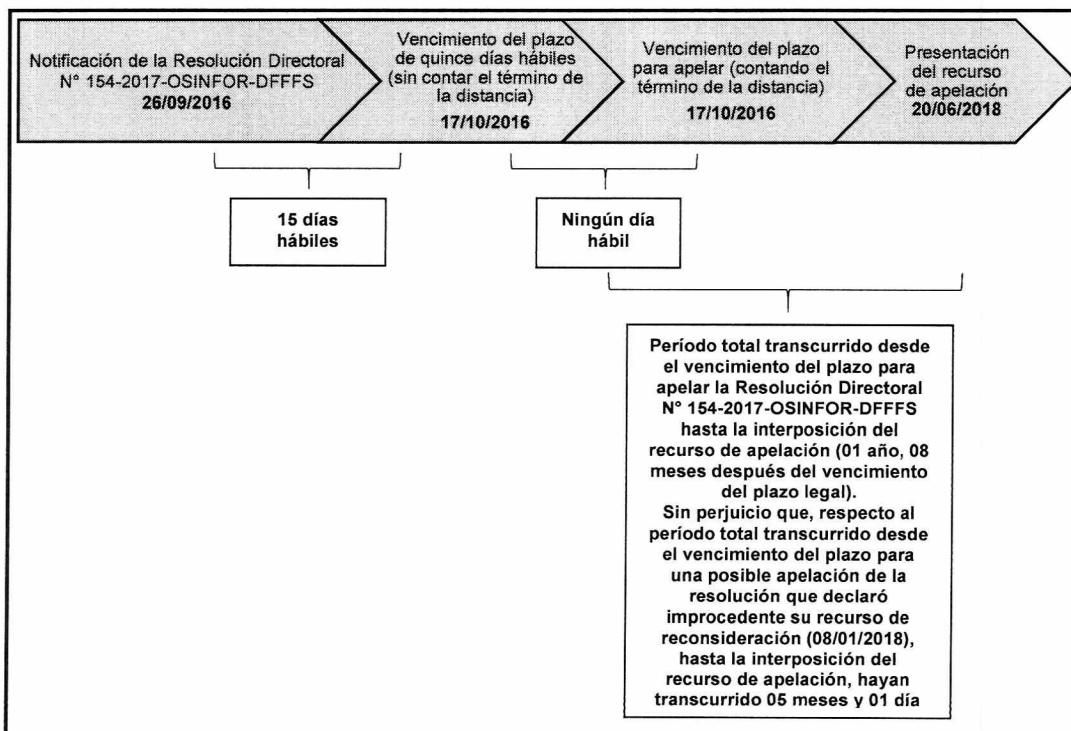 Notificación de la Resolución Directoral
N° 154-2017-OSINFOR-DFFFS
26/09/2016
Vencimiento del plazo
de quince días hábiles
(sin contar el término de
la distancia)
17/10/2016
Vencimiento del plazo
para apelar (contando el
término de la distancia)
17/10/2016
Presentación
del recurso
de apelación
20/06/2018
15 días
hábiles
Ningún día
hábil
Período total transcurrido desde
el vencimiento del plazo para
apelar la Resolución Directoral
N° 154-2017-OSINFOR-DFFFS
hasta la interposición del
recurso de apelación (01 año, 08
meses después del vencimiento
del plazo legal).
Sin perjuicio que, respecto al
período total transcurrido desde
el vencimiento del plazo para
una posible apelación de la
resolución que declaró
improcedente su recurso de
reconsideración (08/01/2018),
hasta la interposición del
recurso de apelación, hayan
transcurrido 05 meses y 01 día